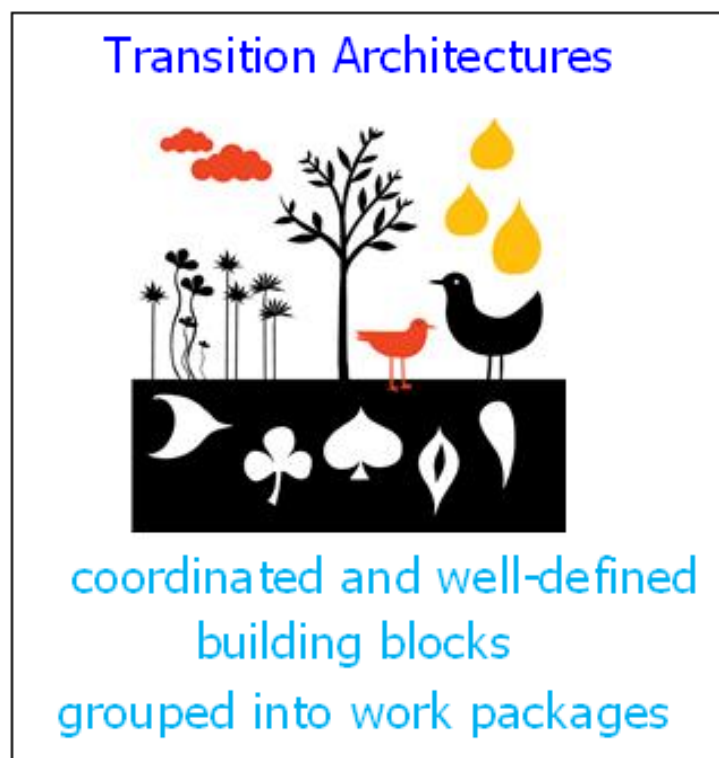 Transition Architectures
coordinated and well-defined
building blocks
grouped into work packages